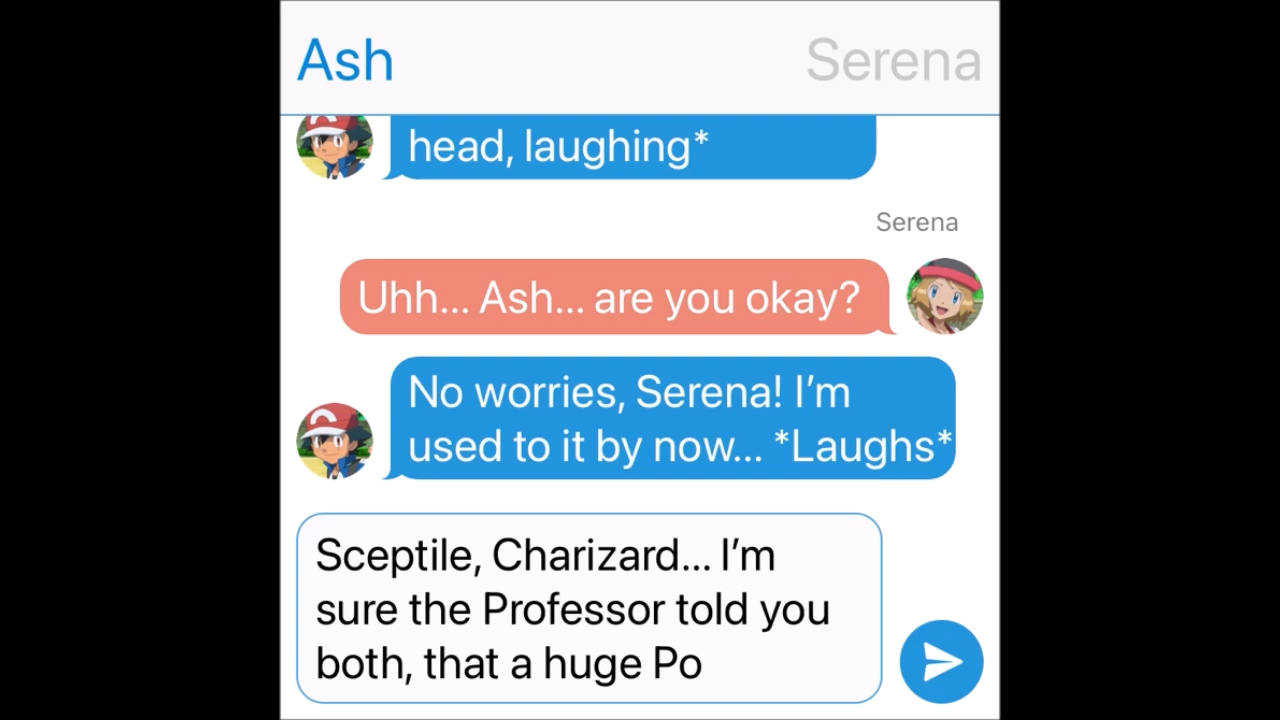 Ash
Serena
head, laughing*
Serena
Uhh... Ash... are you okay?
No worries, Serena! I’m
used to it by now... *Laughs*
Sceptile, Charizard... I’m
sure the Professor told you
both, that a huge Po